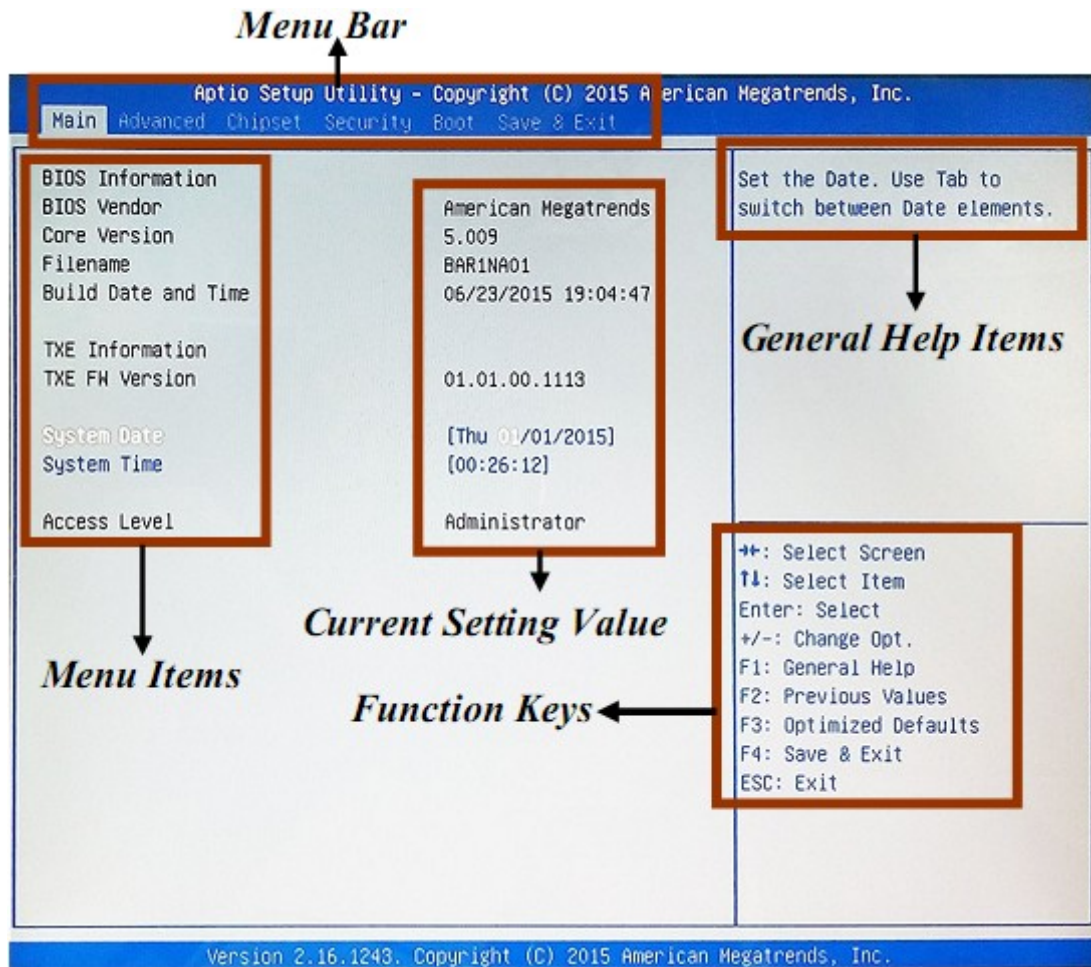 Menu Bar
Aptio Setup Utility - Copyright (C) 2015 American Megatrends, Inc.
Main Advanced Chipset Security Boot Save & Exit
BIOS Information
BIOS Vendor American Megatrends
Core Version 5.009
Filename BAR1NA01
Build Date and Time 06/23/2015 19:04:47
TXE Information
TXE FW Version 01.01.00.1113
System Date [Thu 01/01/2015]
System Time [00:26:12]
Access Level Administrator
Set the Date. Use Tab to
switch between Date elements.
General Help Items
→←: Select Screen
↑↓: Select Item
Enter: Select
+/-: Change Opt.
F1: General Help
F2: Previous Values
F3: Optimized Defaults
F4: Save & Exit
ESC: Exit
Current Setting Value
Menu Items
Function Keys
Version 2.16.1243. Copyright (C) 2015 American Megatrends, Inc.